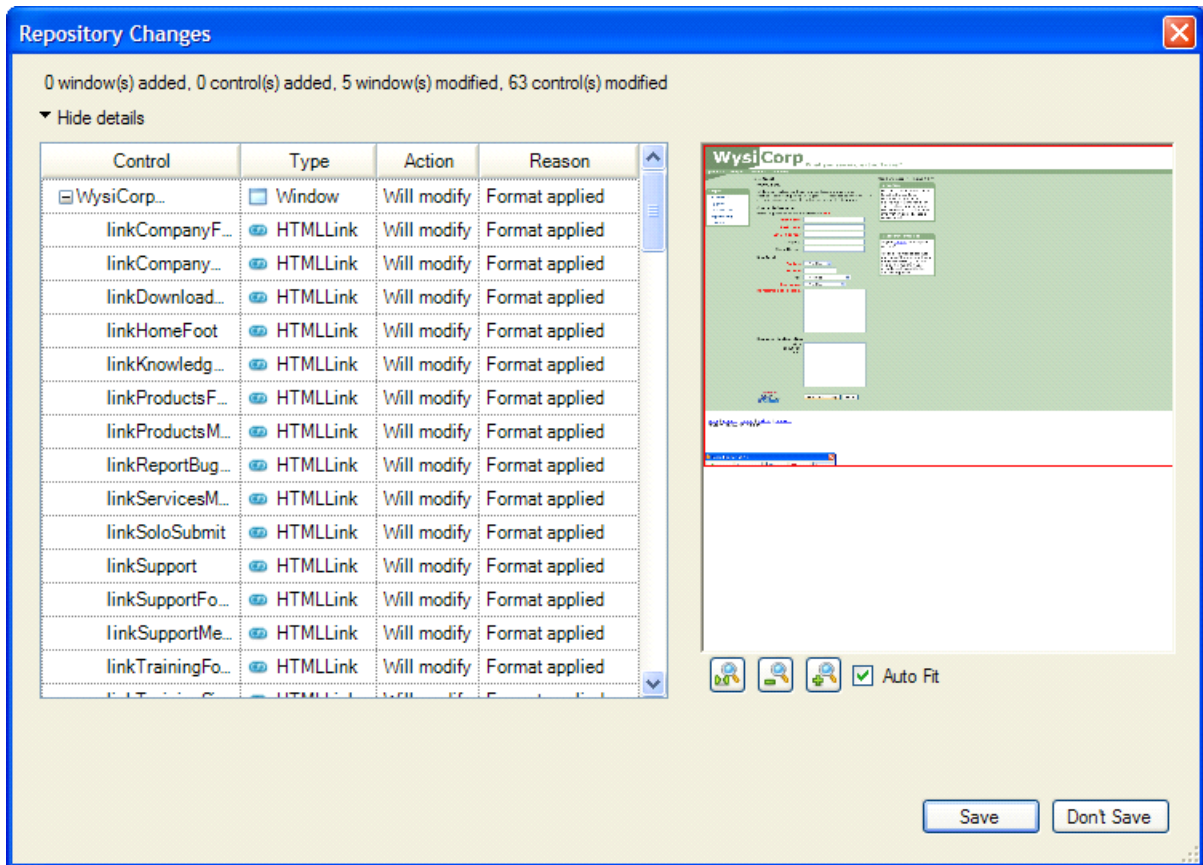 Repository Changes
0 window(s) added, 0 control(s) added, 5 window(s) modified, 63 control(s) modified
Hide details
Control Type Action Reason
WysiCorp... Window Will modify Format applied
linkCompanyF... HTMLLink Will modify Format applied
linkCompany... HTMLLink Will modify Format applied
linkDownload... HTMLLink Will modify Format applied
linkHomeFoot HTMLLink Will modify Format applied
linkKnowledg... HTMLLink Will modify Format applied
linkProductsF... HTMLLink Will modify Format applied
linkProductsM... HTMLLink Will modify Format applied
linkReportBug... HTMLLink Will modify Format applied
linkServicesM... HTMLLink Will modify Format applied
linkSoloSubmit HTMLLink Will modify Format applied
linkSupport HTMLLink Will modify Format applied
linkSupportFo... HTMLLink Will modify Format applied
linkSupportMe... HTMLLink Will modify Format applied
linkTrainingFo... HTMLLink Will modify Format applied
WysiCorp
Auto Fit
Save Don't Save